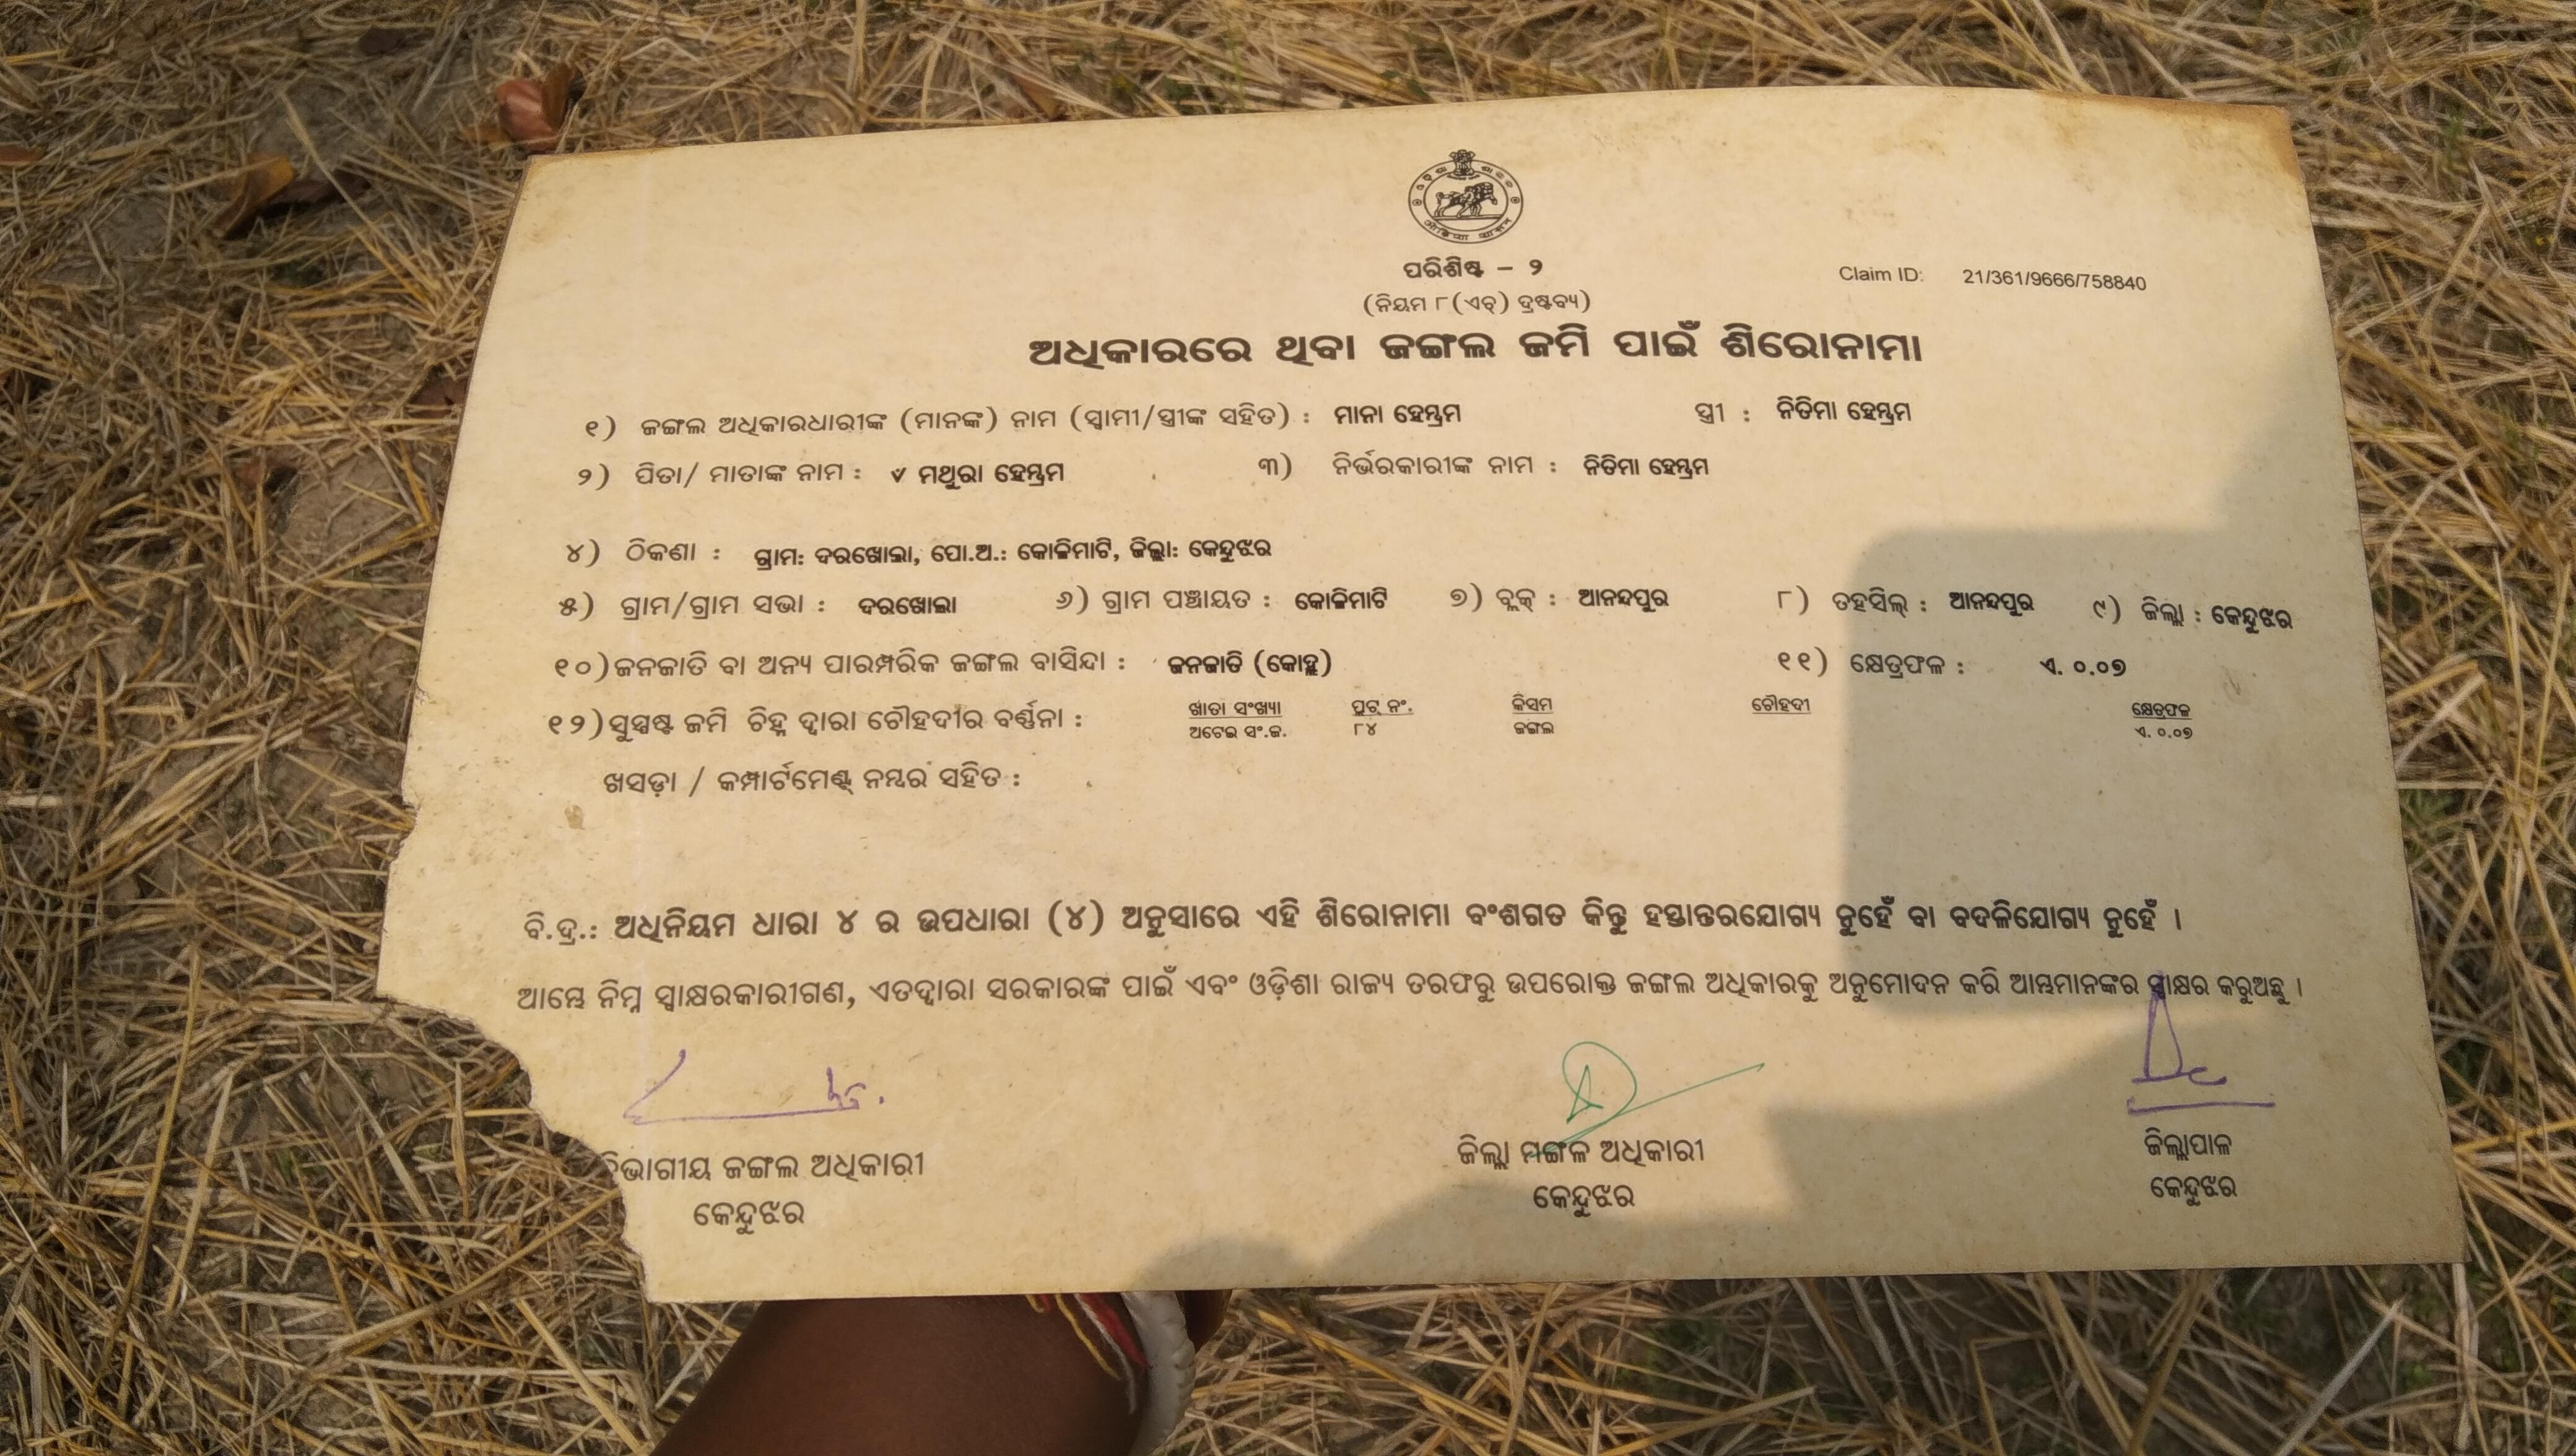 ପରିଶିଷ୍ଟ – ୨
Claim ID: 21/361/9666/758840
(ନିୟମ ୮(ଏଚ୍) ଦ୍ରଷ୍ଟବ୍ୟ)
ଅଧିକାରରେ ଥିବା ଜଙ୍ଗଲ ଜମି ପାଇଁ ଶିରୋନାମା
୧) ଜଙ୍ଗଲ ଅଧିକାରଧାରୀଙ୍କ (ମାନଙ୍କ) ନାମ (ସ୍ୱାମୀ/ସ୍ତ୍ରୀଙ୍କ ସହିତ) : ମାନା ହେମ୍ବ୍ରମ ସ୍ତ୍ରୀ : ନିତିମା ହେମ୍ବ୍ରମ
୨) ପିତା/ ମାତାଙ୍କ ନାମ : ୰ ମଥୁରା ହେମ୍ବ୍ରମ ୩) ନିର୍ଭରକାରୀଙ୍କ ନାମ : ନିତିମା ହେମ୍ବ୍ରମ
୪) ଠିକଣା : ଗ୍ରାମ: ଦରଖୋଲା, ପୋ.ଅ.: କୋଳିମାଟି, ଜିଲ୍ଲା: କେନ୍ଦୁଝର
୫) ଗ୍ରାମ/ଗ୍ରାମ ସଭା : ଦରଖୋଲା ୬) ଗ୍ରାମ ପଞ୍ଚାୟତ : କୋଳିମାଟି ୭) ବ୍ଲକ୍ : ଆନନ୍ଦପୁର ୮) ତହସିଲ୍ : ଆନନ୍ଦପୁର ୯) ଜିଲ୍ଲା : କେନ୍ଦୁଝର
୧୦) ଜନଜାତି ବା ଅନ୍ୟ ପାରମ୍ପରିକ ଜଙ୍ଗଲ ବାସିନ୍ଦା : ଜନଜାତି (କୋହ୍ଲ) ୧୧) କ୍ଷେତ୍ରଫଳ : ଏ. ୦.୦୭
୧୨) ସୁସ୍ପଷ୍ଟ ଜମି ଚିହ୍ନ ଦ୍ୱାରା ଚୌହଦୀର ବର୍ଣ୍ଣନା : ଖାତା ସଂଖ୍ୟା ପ୍ଲଟ୍ ନଂ. କିସମ ଚୌହଦୀ କ୍ଷେତ୍ରଫଳ
ଅଟେଇ ସଂ.ଜ. ୮୪ ଜଙ୍ଗଲ ଏ. ୦.୦୭
ଖସଡ଼ା / କମ୍ପାର୍ଟମେଣ୍ଟ୍ ନମ୍ବର ସହିତ :
ବି.ଦ୍ର.: ଅଧିନିୟମ ଧାରା ୪ ର ଉପଧାରା (୪) ଅନୁସାରେ ଏହି ଶିରୋନାମା ବଂଶଗତ କିନ୍ତୁ ହସ୍ତାନ୍ତରଯୋଗ୍ୟ ନୁହେଁ ବା ବଦଳିଯୋଗ୍ୟ ନୁହେଁ ।
ଆମ୍ଭେ ନିମ୍ନ ସ୍ୱାକ୍ଷରକାରୀଗଣ, ଏତଦ୍ୱାରା ସରକାରଙ୍କ ପାଇଁ ଏବଂ ଓଡ଼ିଶା ରାଜ୍ୟ ତରଫରୁ ଉପରୋକ୍ତ ଜଙ୍ଗଲ ଅଧିକାରକୁ ଅନୁମୋଦନ କରି ଆମ୍ଭମାନଙ୍କର ସ୍ୱାକ୍ଷର କରୁଅଛୁ ।
ବିଭାଗୀୟ ଜଙ୍ଗଲ ଅଧିକାରୀ ଜିଲ୍ଲା ମଙ୍ଗଳ ଅଧିକାରୀ ଜିଲ୍ଲାପାଳ
କେନ୍ଦୁଝର କେନ୍ଦୁଝର କେନ୍ଦୁଝର